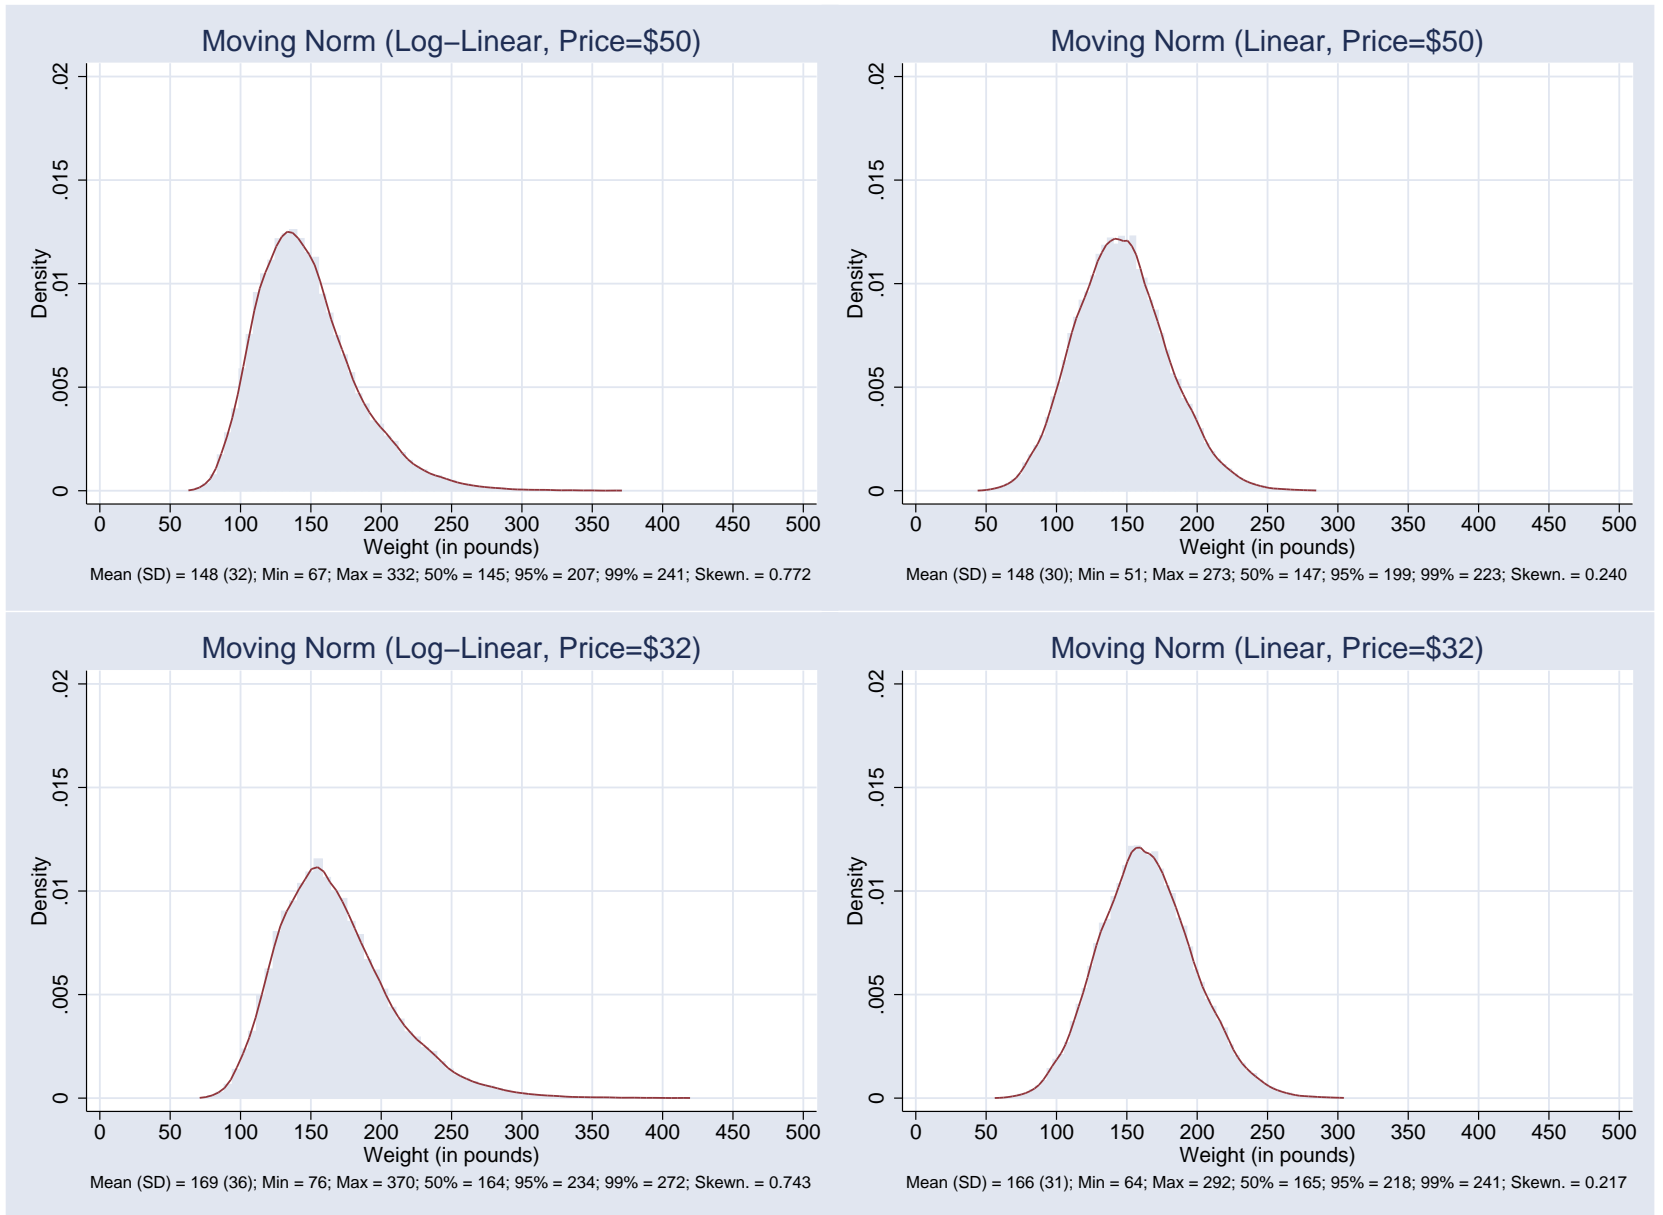 Moving Norm (Log−Linear, Price=$50)
.02
.015
.01
.005
0
Density
0 50 100 150 200 250 300 350 400 450 500
Weight (in pounds)
Mean (SD) = 148 (32); Min = 67; Max = 332; 50% = 145; 95% = 207; 99% = 241; Skewn. = 0.772
Moving Norm (Linear, Price=$50)
.02
.015
.01
.005
0
Density
0 50 100 150 200 250 300 350 400 450 500
Weight (in pounds)
Mean (SD) = 148 (30); Min = 51; Max = 273; 50% = 147; 95% = 199; 99% = 223; Skewn. = 0.240
Moving Norm (Log−Linear, Price=$32)
.02
.015
.01
.005
0
Density
0 50 100 150 200 250 300 350 400 450 500
Weight (in pounds)
Mean (SD) = 169 (36); Min = 76; Max = 370; 50% = 164; 95% = 234; 99% = 272; Skewn. = 0.743
Moving Norm (Linear, Price=$32)
.02
.015
.01
.005
0
Density
0 50 100 150 200 250 300 350 400 450 500
Weight (in pounds)
Mean (SD) = 166 (31); Min = 64; Max = 292; 50% = 165; 95% = 218; 99% = 241; Skewn. = 0.217